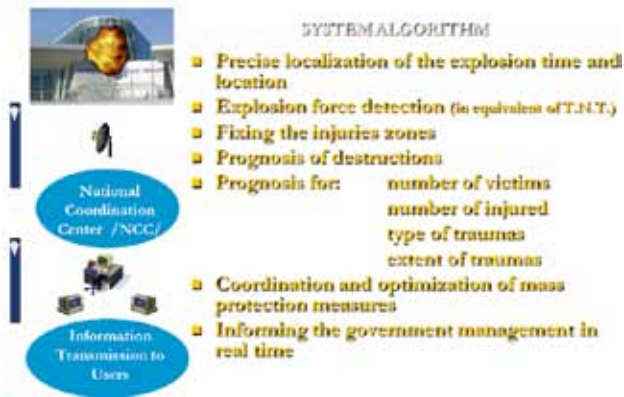 SYSTEM ALGORITHM
Precise localization of the explosion time and
location
Explosion force detection (in equivalent of T.N.T.)
Fixing the injuries zones
Prognosis of destructions
Prognosis for: number of victims
number of injured
type of traumas
extent of traumas
Coordination and optimization of mass
protection measures
Informing the government management in
real time
National
Coordination
Center /NCC/
Information
Transmission to
Users